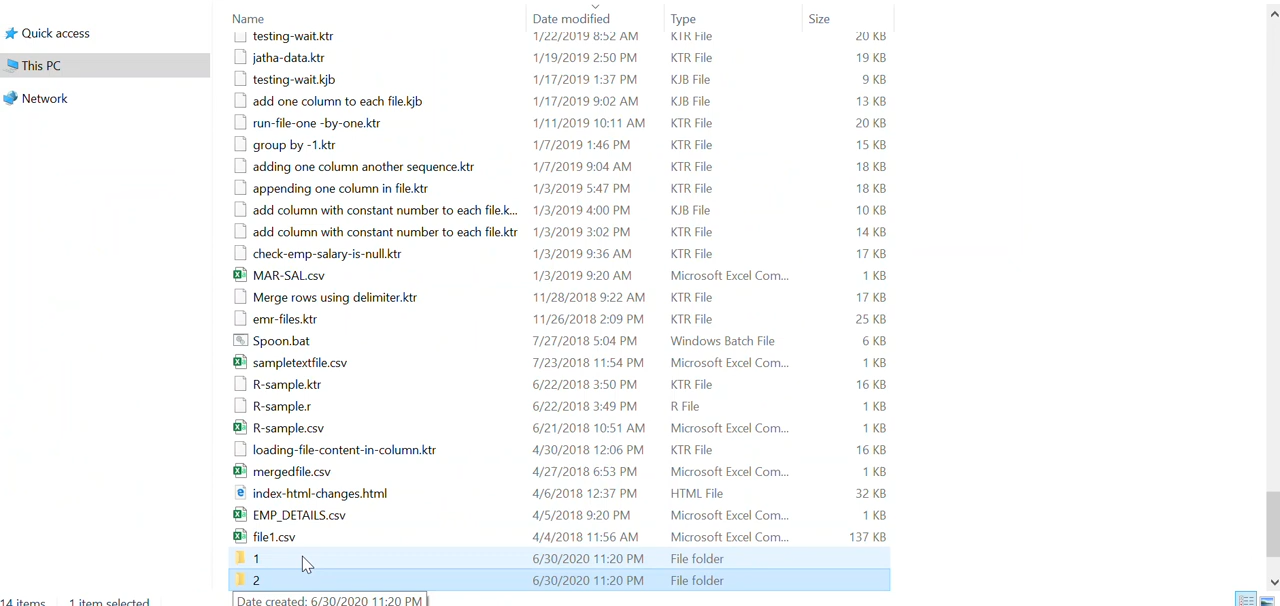 Name Date modified Type Size
Quick access
This PC
Network
testing-wait.ktr 1/22/2019 8:52 AM KTR File 20 KB
jatha-data.ktr 1/19/2019 2:50 PM KTR File 19 KB
testing-wait.kjb 1/17/2019 1:37 PM KJB File 9 KB
add one column to each file.kjb 1/17/2019 9:02 AM KJB File 13 KB
run-file-one -by-one.ktr 1/11/2019 10:11 AM KTR File 20 KB
group by -1.ktr 1/7/2019 1:46 PM KTR File 15 KB
adding one column another sequence.ktr 1/7/2019 9:04 AM KTR File 18 KB
appending one column in file.ktr 1/3/2019 5:47 PM KTR File 18 KB
add column with constant number to each file.k... 1/3/2019 4:00 PM KJB File 10 KB
add column with constant number to each file.ktr 1/3/2019 3:02 PM KTR File 14 KB
check-emp-salary-is-null.ktr 1/3/2019 9:36 AM KTR File 17 KB
MAR-SAL.csv 1/3/2019 9:20 AM Microsoft Excel Com... 1 KB
Merge rows using delimiter.ktr 11/28/2018 9:22 AM KTR File 17 KB
emr-files.ktr 11/26/2018 2:09 PM KTR File 25 KB
Spoon.bat 7/27/2018 5:04 PM Windows Batch File 6 KB
sampletextfile.csv 7/23/2018 11:54 PM Microsoft Excel Com... 1 KB
R-sample.ktr 6/22/2018 3:50 PM KTR File 16 KB
R-sample.r 6/22/2018 3:49 PM R File 1 KB
R-sample.csv 6/21/2018 10:51 AM Microsoft Excel Com... 1 KB
loading-file-content-in-column.ktr 4/30/2018 12:06 PM KTR File 16 KB
mergedfile.csv 4/27/2018 6:53 PM Microsoft Excel Com... 1 KB
index-html-changes.html 4/6/2018 12:37 PM HTML File 32 KB
EMP_DETAILS.csv 4/5/2018 9:20 PM Microsoft Excel Com... 1 KB
file1.csv 4/4/2018 11:56 AM Microsoft Excel Com... 137 KB
1 6/30/2020 11:20 PM File folder
2 6/30/2020 11:20 PM File folder
Date created: 6/30/2020 11:20 PM
14 items 1 item selected